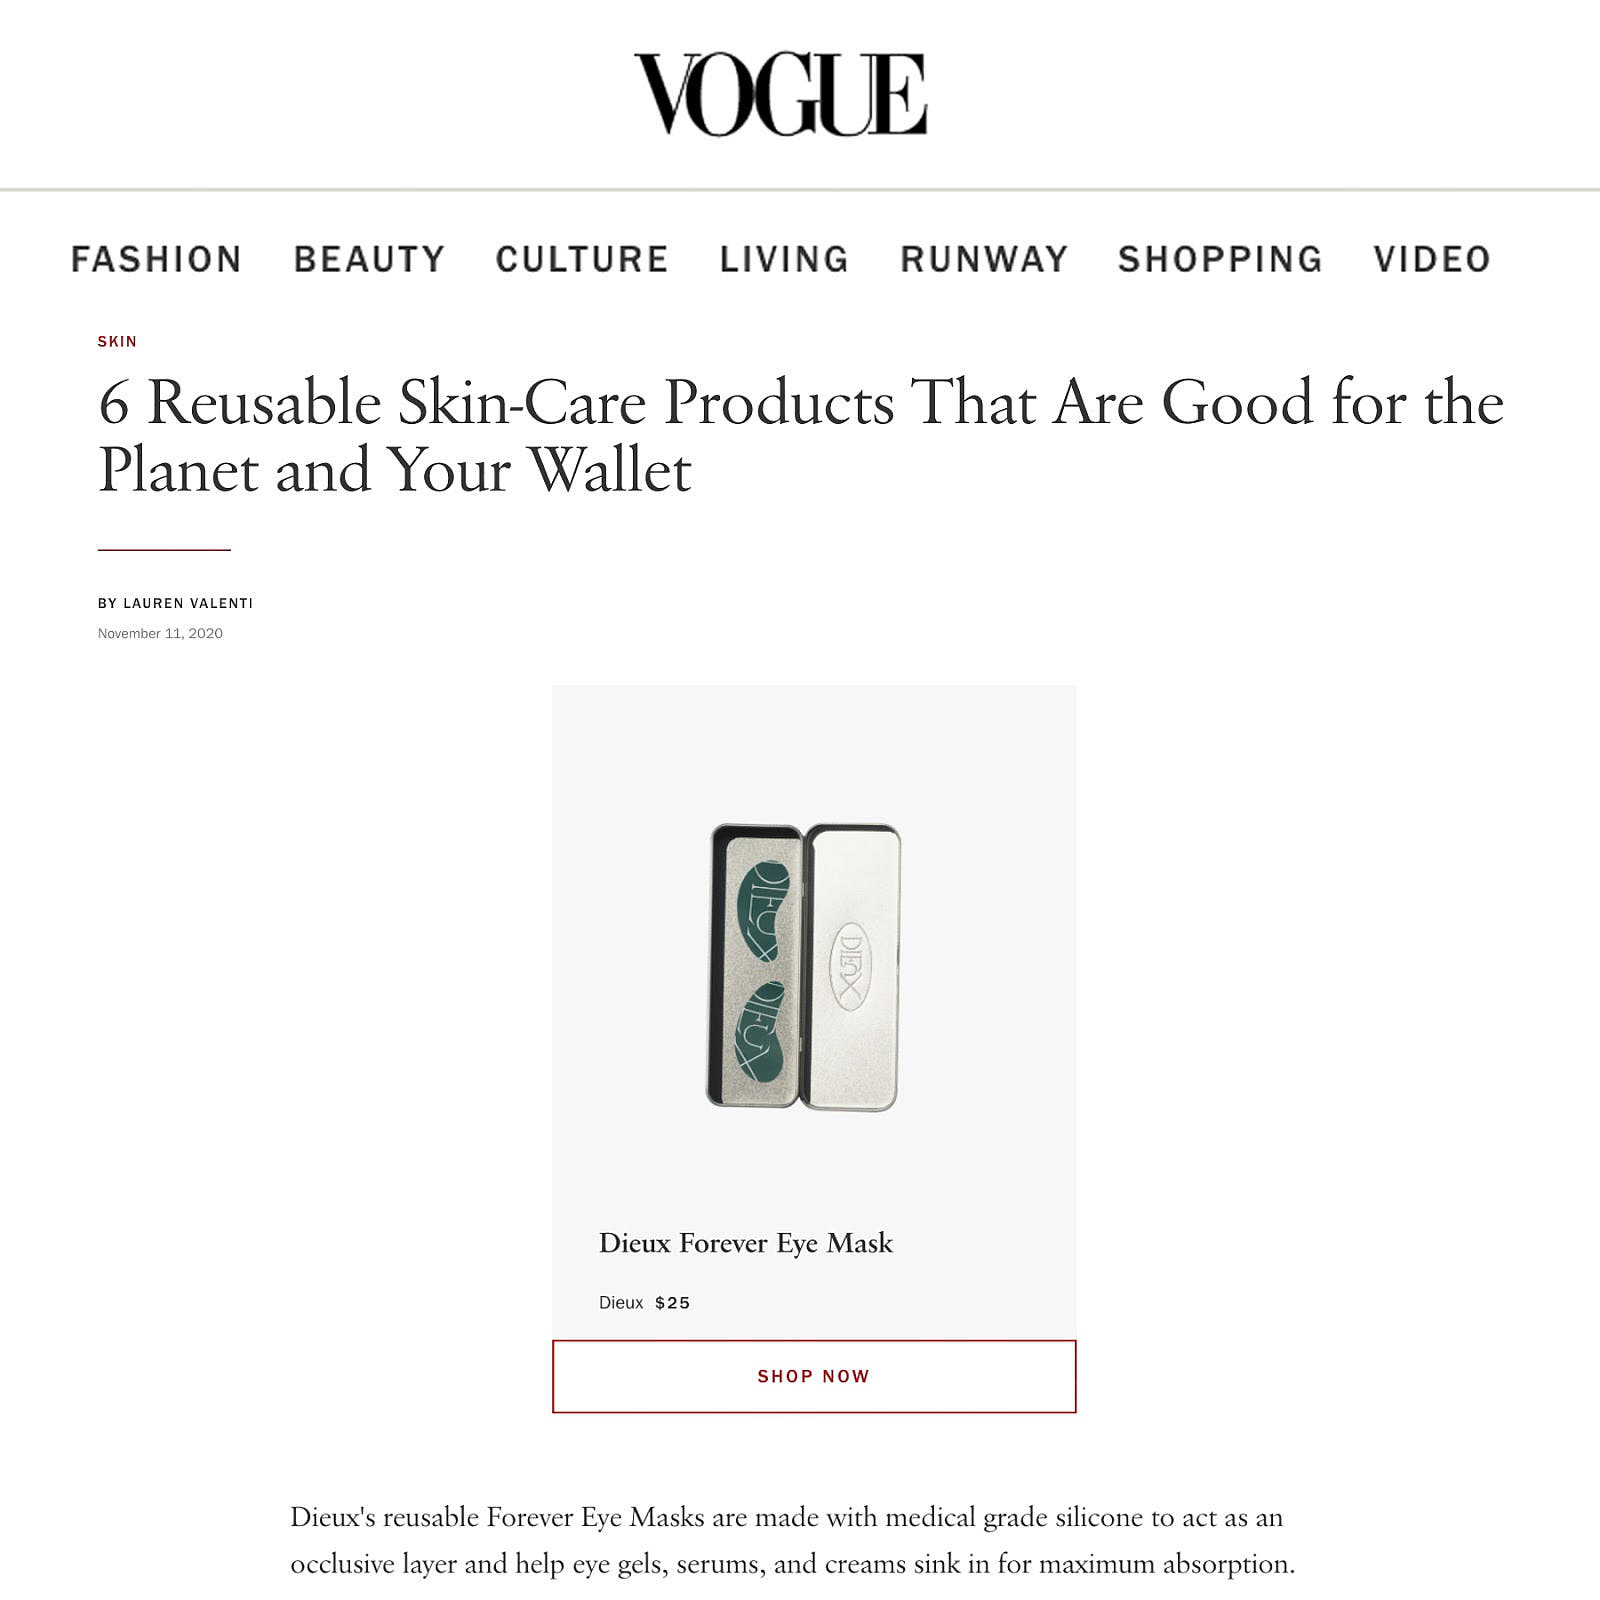 VOGUE
FASHION BEAUTY CULTURE LIVING RUNWAY SHOPPING VIDEO
SKIN
6 Reusable Skin-Care Products That Are Good for the
Planet and Your Wallet
BY LAUREN VALENTI
November 11, 2020
DIEUX
DIEUX
DIEUX
Dieux Forever Eye Mask
Dieux $25
SHOP NOW
Dieux's reusable Forever Eye Masks are made with medical grade silicone to act as an
occlusive layer and help eye gels, serums, and creams sink in for maximum absorption.